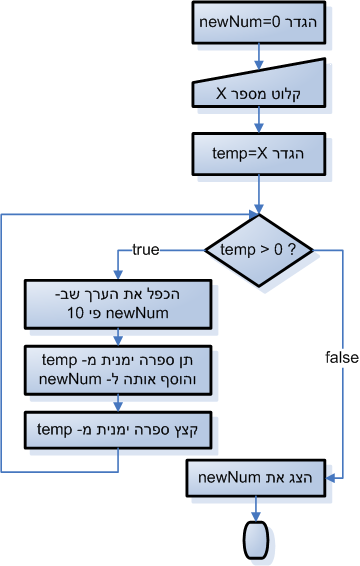 הגדר newNum=0
קלוט מספר X
הגדר temp=X
temp > 0 ?
true
false
הכפל את הערך שב-
newNum פי 10
תן ספרה ימנית מ- temp
והוסף אותה ל- newNum
קצץ ספרה ימנית מ- temp
הצג את newNum